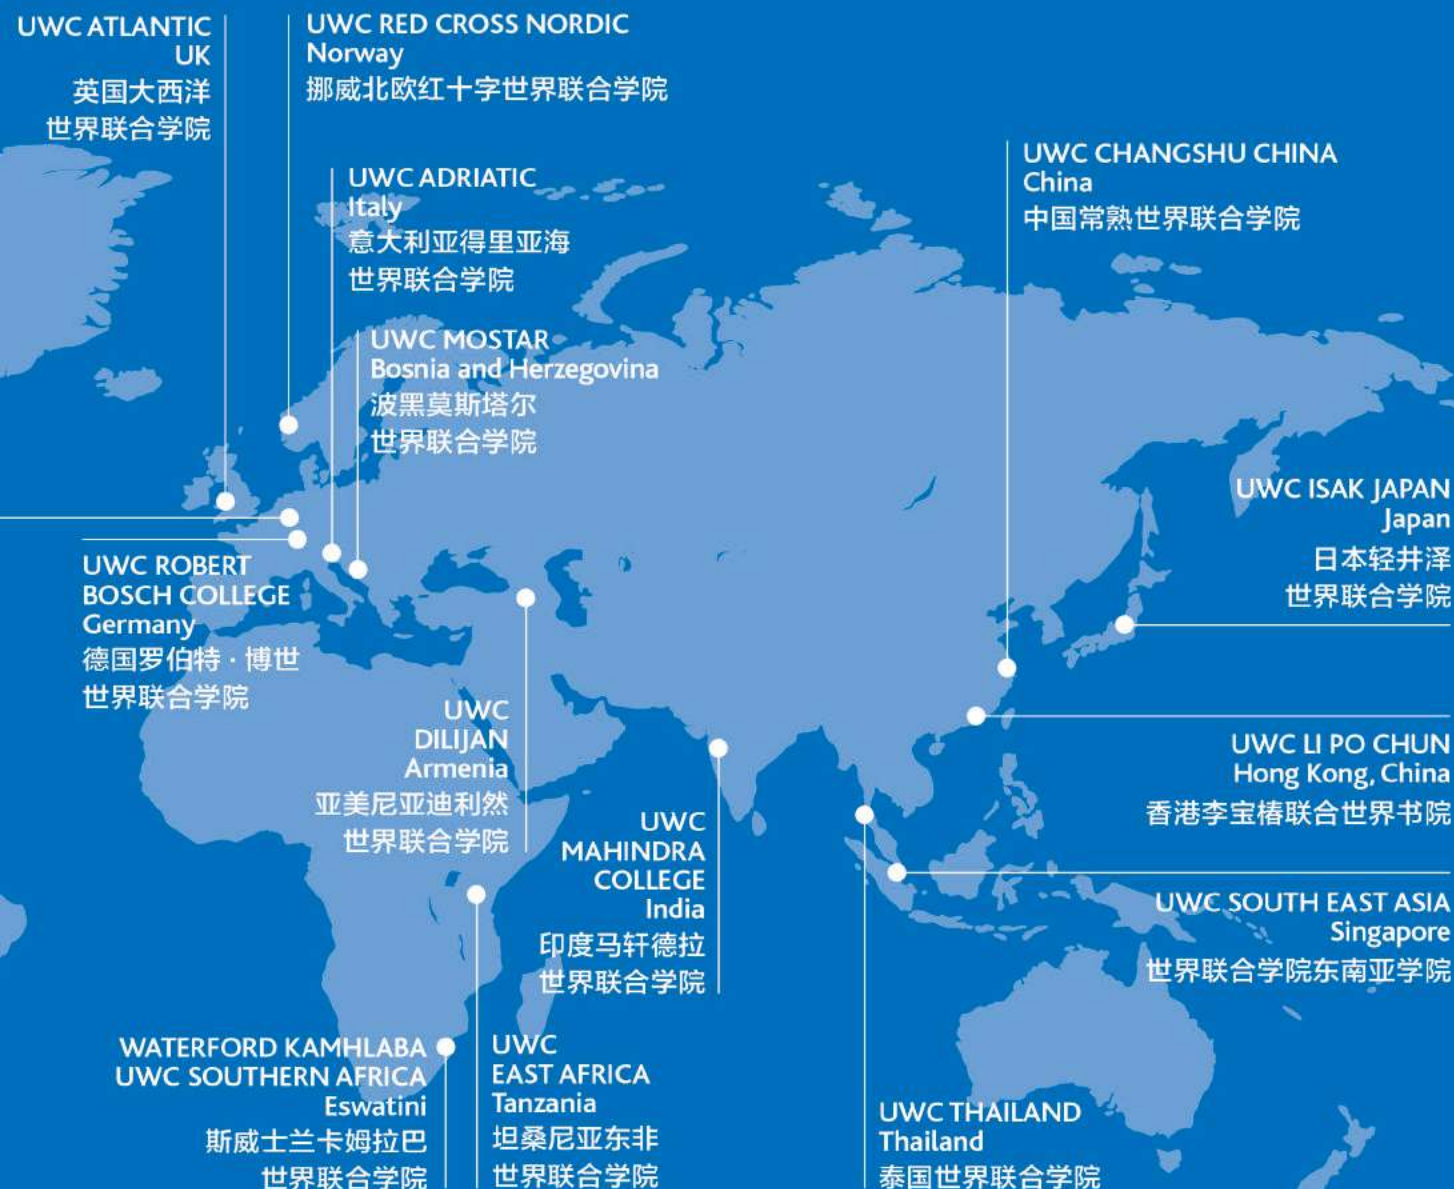 UWC ATLANTIC
UK
英国大西洋
世界联合学院
UWC RED CROSS NORDIC
Norway
挪威北欧红十字世界联合学院
UWC ADRIATIC
Italy
意大利亚得里亚海
世界联合学院
UWC CHANGSHU CHINA
China
中国常熟世界联合学院
UWC MOSTAR
Bosnia and Herzegovina
波黑莫斯塔尔
世界联合学院
UWC ISAK JAPAN
Japan
日本轻井泽
世界联合学院
UWC ROBERT
BOSCH COLLEGE
Germany
德国罗伯特·博世
世界联合学院
UWC
DILIJAN
Armenia
亚美尼亚迪利然
世界联合学院
UWC LI PO CHUN
Hong Kong, China
香港李宝椿联合世界书院
UWC
MAHINDRA
COLLEGE
India
印度马轩德拉
世界联合学院
UWC SOUTH EAST ASIA
Singapore
世界联合学院东南亚学院
WATERFORD KAMHLABA
UWC SOUTHERN AFRICA
Eswatini
斯威士兰卡姆拉巴
世界联合学院
UWC
EAST AFRICA
Tanzania
坦桑尼亚东非
世界联合学院
UWC THAILAND
Thailand
泰国世界联合学院